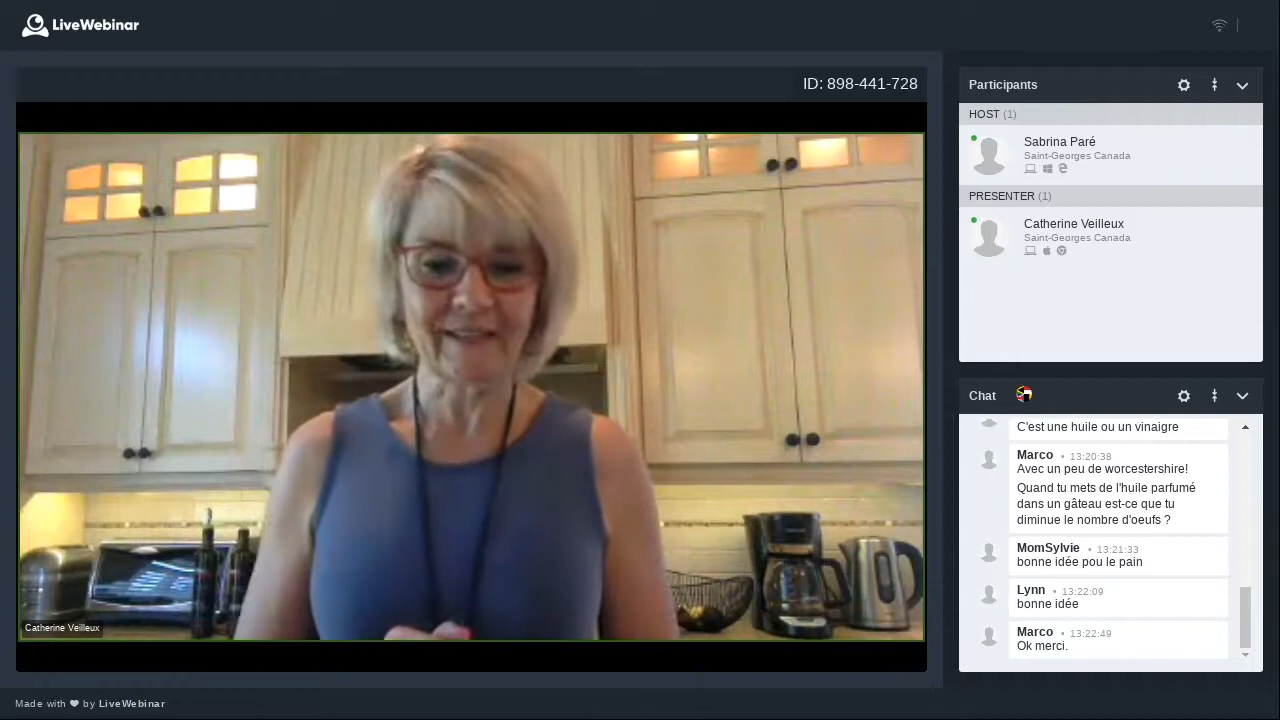 LiveWebinar
ID: 898-441-728
Catherine Veilleux
Participants
HOST (1)
Sabrina Paré
Saint-Georges Canada
PRESENTER (1)
Catherine Veilleux
Saint-Georges Canada
Chat
C'est une huile ou un vinaigre
Marco • 13:20:38
Avec un peu de worcestershire!
Quand tu mets de l'huile parfumé
dans un gâteau est-ce que tu
diminue le nombre d'oeufs ?
MomSylvie • 13:21:33
bonne idée pou le pain
Lynn • 13:22:09
bonne idée
Marco • 13:22:49
Ok merci.
Made with ♥ by LiveWebinar